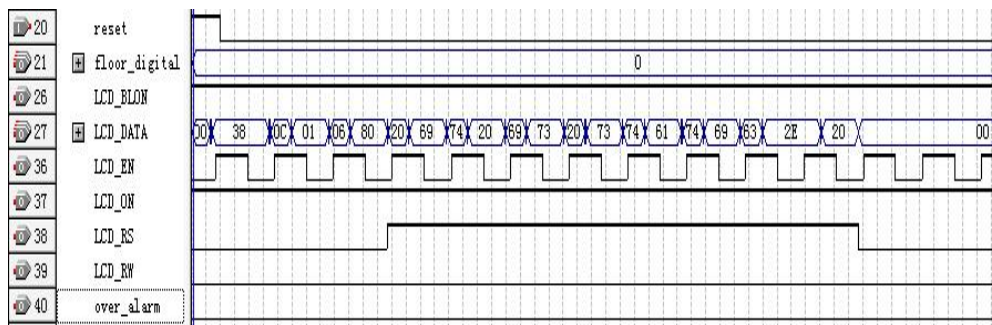 20 reset
21 floor_digital 0
26 LCD_BLON
27 LCD_DATA 00 38 0C 01 06 80 20 69 74 20 69 73 20 73 74 61 74 69 63 2E 20 00
36 LCD_EN
37 LCD_ON
38 LCD_RS
39 LCD_RW
40 over_alarm